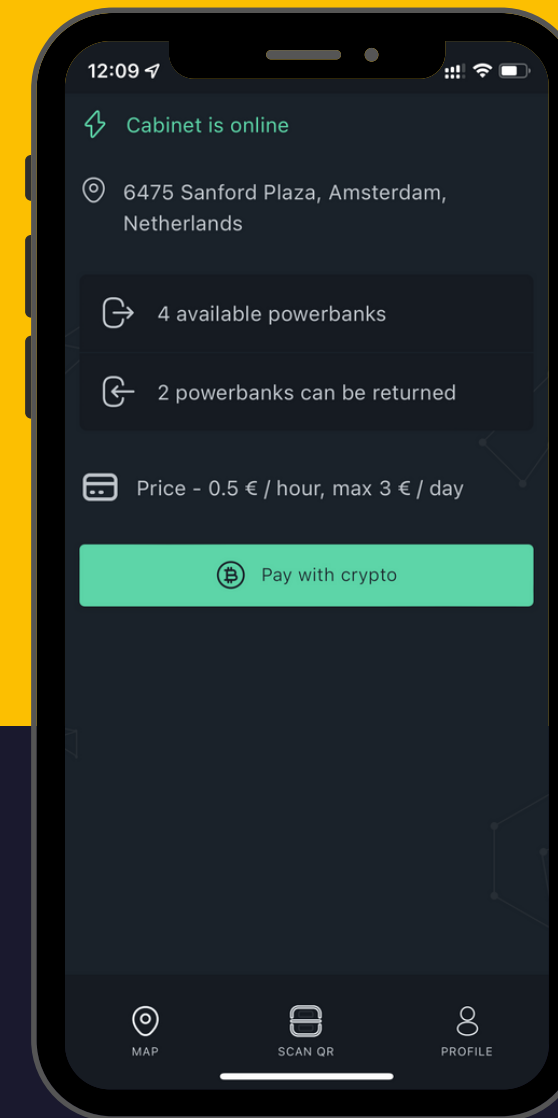 12:09
Cabinet is online
6475 Sanford Plaza, Amsterdam,
Netherlands
4 available powerbanks
2 powerbanks can be returned
Price - 0.5 € / hour, max 3 € / day
Pay with crypto
MAP
SCAN QR
PROFILE